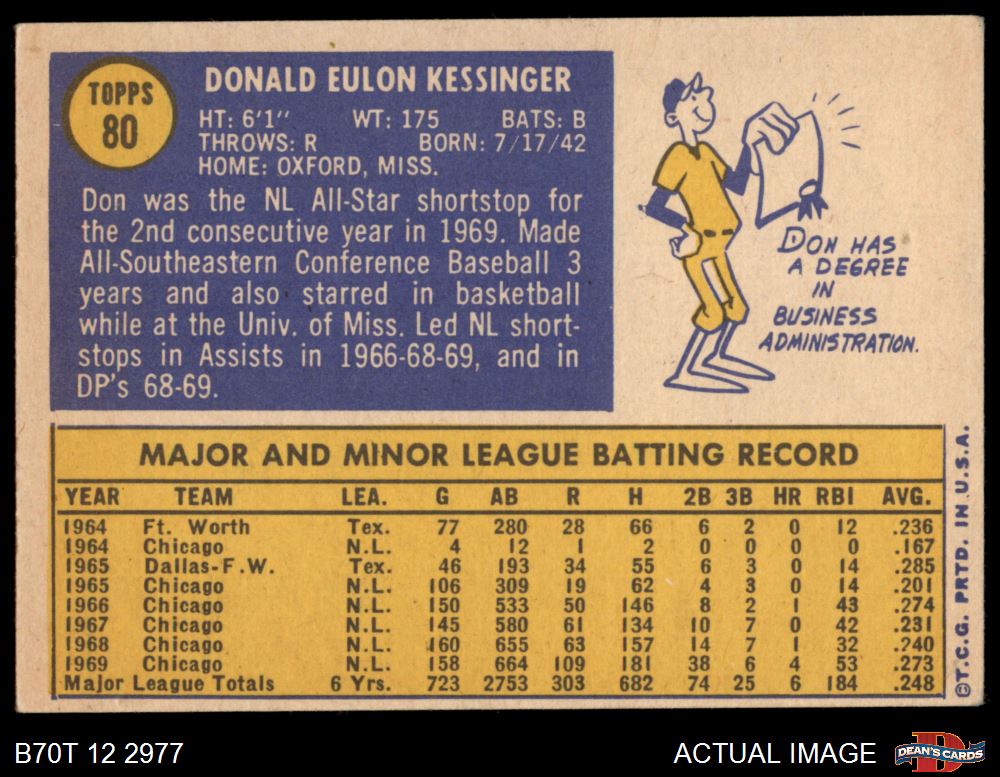 TOPPS
80
DONALD EULON KESSINGER
HT: 6'1" WT: 175 BATS: B
THROWS: R BORN: 7/17/42
HOME: OXFORD, MISS.
Don was the NL All-Star shortstop for
the 2nd consecutive year in 1969. Made
All-Southeastern Conference Baseball 3
years and also starred in basketball
while at the Univ. of Miss. Led NL short-
stops in Assists in 1966-68-69, and in
DP's 68-69.
DON HAS
A DEGREE
IN
BUSINESS
ADMINISTRATION.
MAJOR AND MINOR LEAGUE BATTING RECORD
YEAR TEAM LEA. G AB R H 2B 3B HR RBI AVG.
1964 Ft. Worth Tex. 77 280 28 66 6 2 0 12 .236
1964 Chicago N.L. 4 12 1 2 0 0 0 0 .167
1965 Dallas-F.W. Tex. 46 193 34 55 6 3 0 14 .285
1965 Chicago N.L. 106 309 19 62 4 3 0 14 .201
1966 Chicago N.L. 150 533 50 146 8 2 1 43 .274
1967 Chicago N.L. 145 580 61 134 10 7 0 42 .231
1968 Chicago N.L. 160 655 63 157 14 7 1 32 .240
1969 Chicago N.L. 158 664 109 181 38 6 4 53 .273
Major League Totals 6 Yrs. 723 2753 303 682 74 25 6 184 .248
©T.C.G. PRTD. IN U.S.A.
B70T 12 2977
ACTUAL IMAGE
DEAN'S CARDS